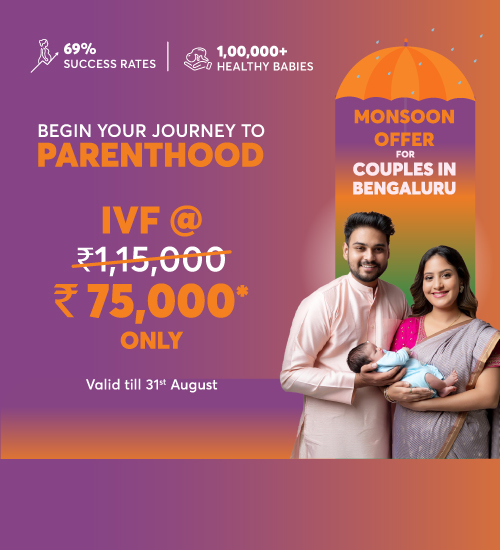 69%
SUCCESS RATES
1,00,000+
HEALTHY BABIES
BEGIN YOUR JOURNEY TO
PARENTHOOD
IVF @
₹1,15,000
₹ 75,000*
ONLY
Valid till 31st August
MONSOON
OFFER
FOR
COUPLES IN
BENGALURU